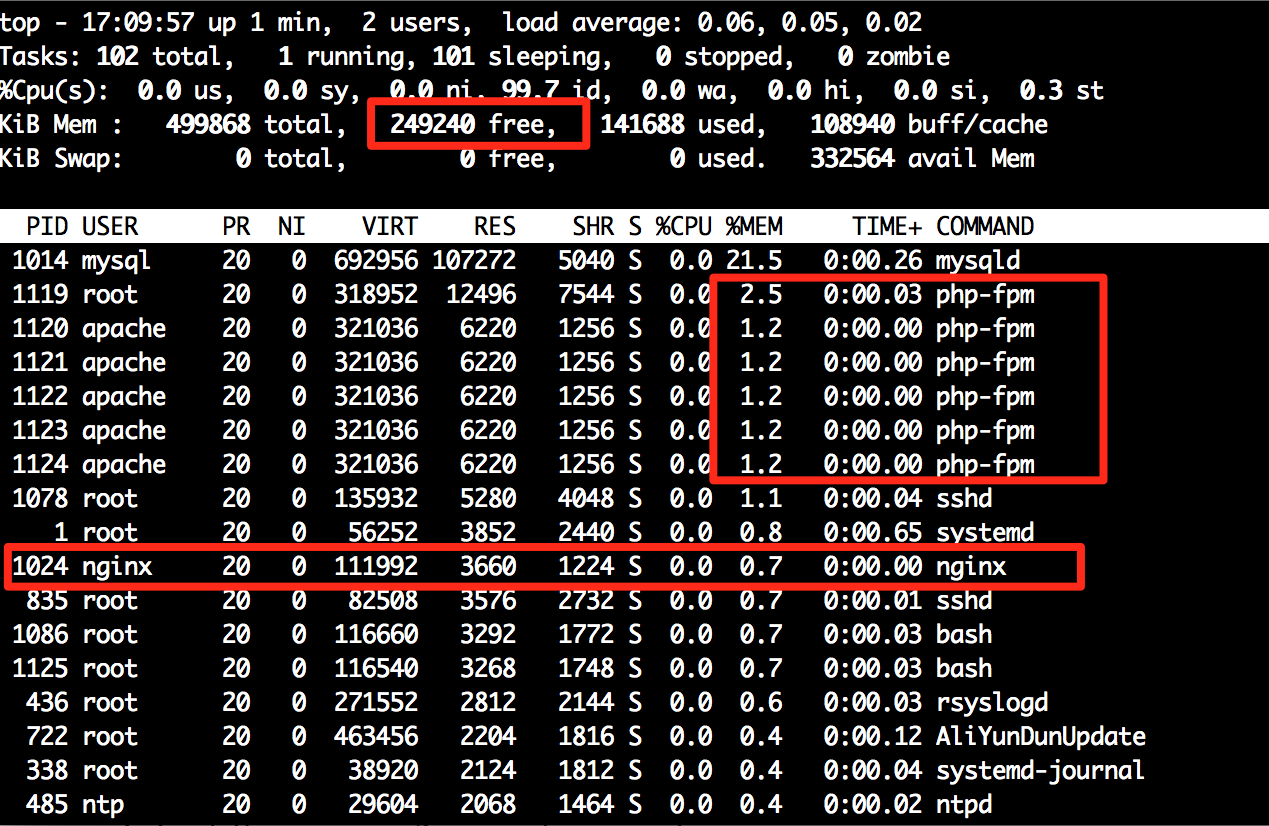 top - 17:09:57 up 1 min,  2 users,  load average: 0.06, 0.05, 0.02
Tasks: 102 total,   1 running, 101 sleeping,   0 stopped,   0 zombie
%Cpu(s):  0.0 us,  0.0 sy,  0.0 ni, 99.7 id,  0.0 wa,  0.0 hi,  0.0 si,  0.3 st
KiB Mem :   499868 total,   249240 free,   141688 used,   108940 buff/cache
KiB Swap:        0 total,        0 free,        0 used.   332564 avail Mem
PID USER      PR  NI    VIRT    RES    SHR S %CPU %MEM     TIME+ COMMAND
1014 mysql     20   0  692956 107272   5040 S  0.0 21.5   0:00.26 mysqld
1119 root      20   0  318952  12496   7544 S  0.0  2.5   0:00.03 php-fpm
1120 apache    20   0  321036   6220   1256 S  0.0  1.2   0:00.00 php-fpm
1121 apache    20   0  321036   6220   1256 S  0.0  1.2   0:00.00 php-fpm
1122 apache    20   0  321036   6220   1256 S  0.0  1.2   0:00.00 php-fpm
1123 apache    20   0  321036   6220   1256 S  0.0  1.2   0:00.00 php-fpm
1124 apache    20   0  321036   6220   1256 S  0.0  1.2   0:00.00 php-fpm
1078 root      20   0  135932   5280   4048 S  0.0  1.1   0:00.04 sshd
1 root      20   0   56252   3852   2440 S  0.0  0.8   0:00.65 systemd
1024 nginx     20   0  111992   3660   1224 S  0.0  0.7   0:00.00 nginx
835 root      20   0   82508   3576   2732 S  0.0  0.7   0:00.01 sshd
1086 root      20   0  116660   3292   1772 S  0.0  0.7   0:00.03 bash
1125 root      20   0  116540   3268   1748 S  0.0  0.7   0:00.03 bash
436 root      20   0  271552   2812   2144 S  0.0  0.6   0:00.03 rsyslogd
722 root      20   0  463456   2204   1816 S  0.0  0.4   0:00.12 AliYunDunUpdate
338 root      20   0   38920   2124   1812 S  0.0  0.4   0:00.04 systemd-journal
485 ntp       20   0   29604   2068   1464 S  0.0  0.4   0:00.02 ntpd